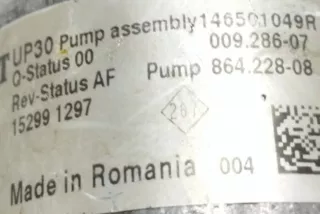 UP30 Pump assembly 146501049R
Q-Status 00 009.286-07
Rev-Status AF Pump 864.228-08
15299 1297
Made in Romania 004